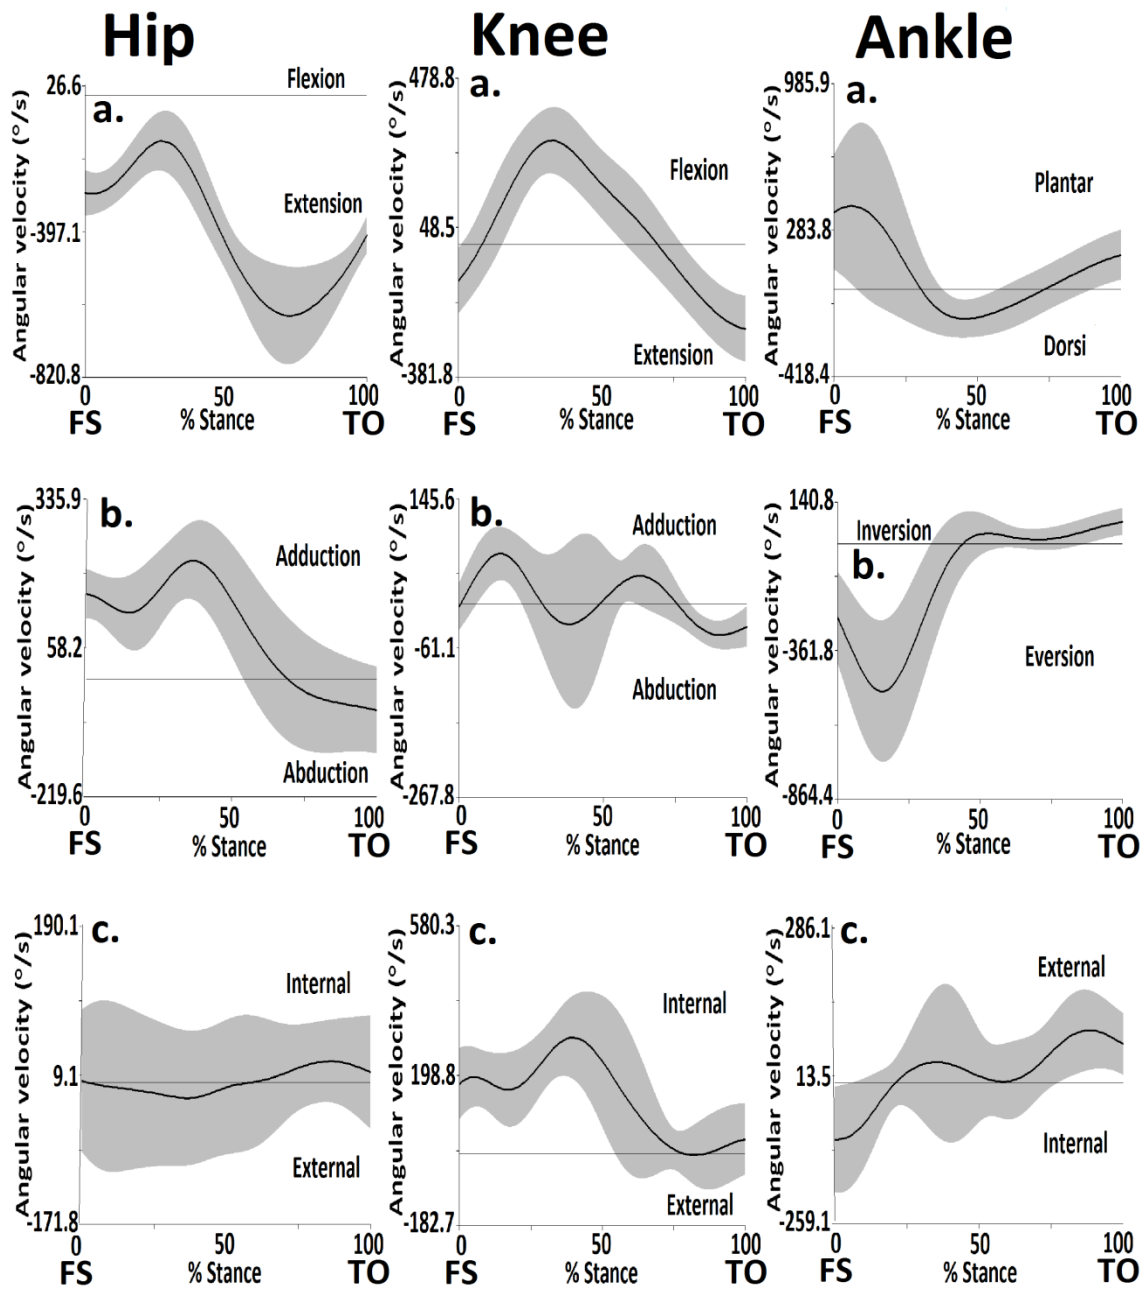 Hip Knee Ankle
Angular velocity (°/s)
26.6
a.
Flexion
Extension
-397.1
-820.8
0 50 100
FS % Stance TO
Angular velocity (°/s)
478.8
a.
Flexion
48.5
Extension
-381.8
0 50 100
FS % Stance TO
Angular velocity (°/s)
985.9
a.
Plantar
283.8
Dorsi
-418.4
0 50 100
FS % Stance TO
Angular velocity (°/s)
335.9
b.
Adduction
58.2
Abduction
-219.6
0 50 100
FS % Stance TO
Angular velocity (°/s)
145.6
b.
Adduction
-61.1
Abduction
-267.8
0 50 100
FS % Stance TO
Angular velocity (°/s)
140.8
Inversion
b.
-361.8
Eversion
-864.4
0 50 100
FS % Stance TO
Angular velocity (°/s)
190.1
c.
Internal
9.1
External
-171.8
0 50 100
FS % Stance TO
Angular velocity (°/s)
580.3
c.
Internal
198.8
External
-182.7
0 50 100
FS % Stance TO
Angular velocity (°/s)
286.1
c.
External
13.5
Internal
-259.1
0 50 100
FS % Stance TO